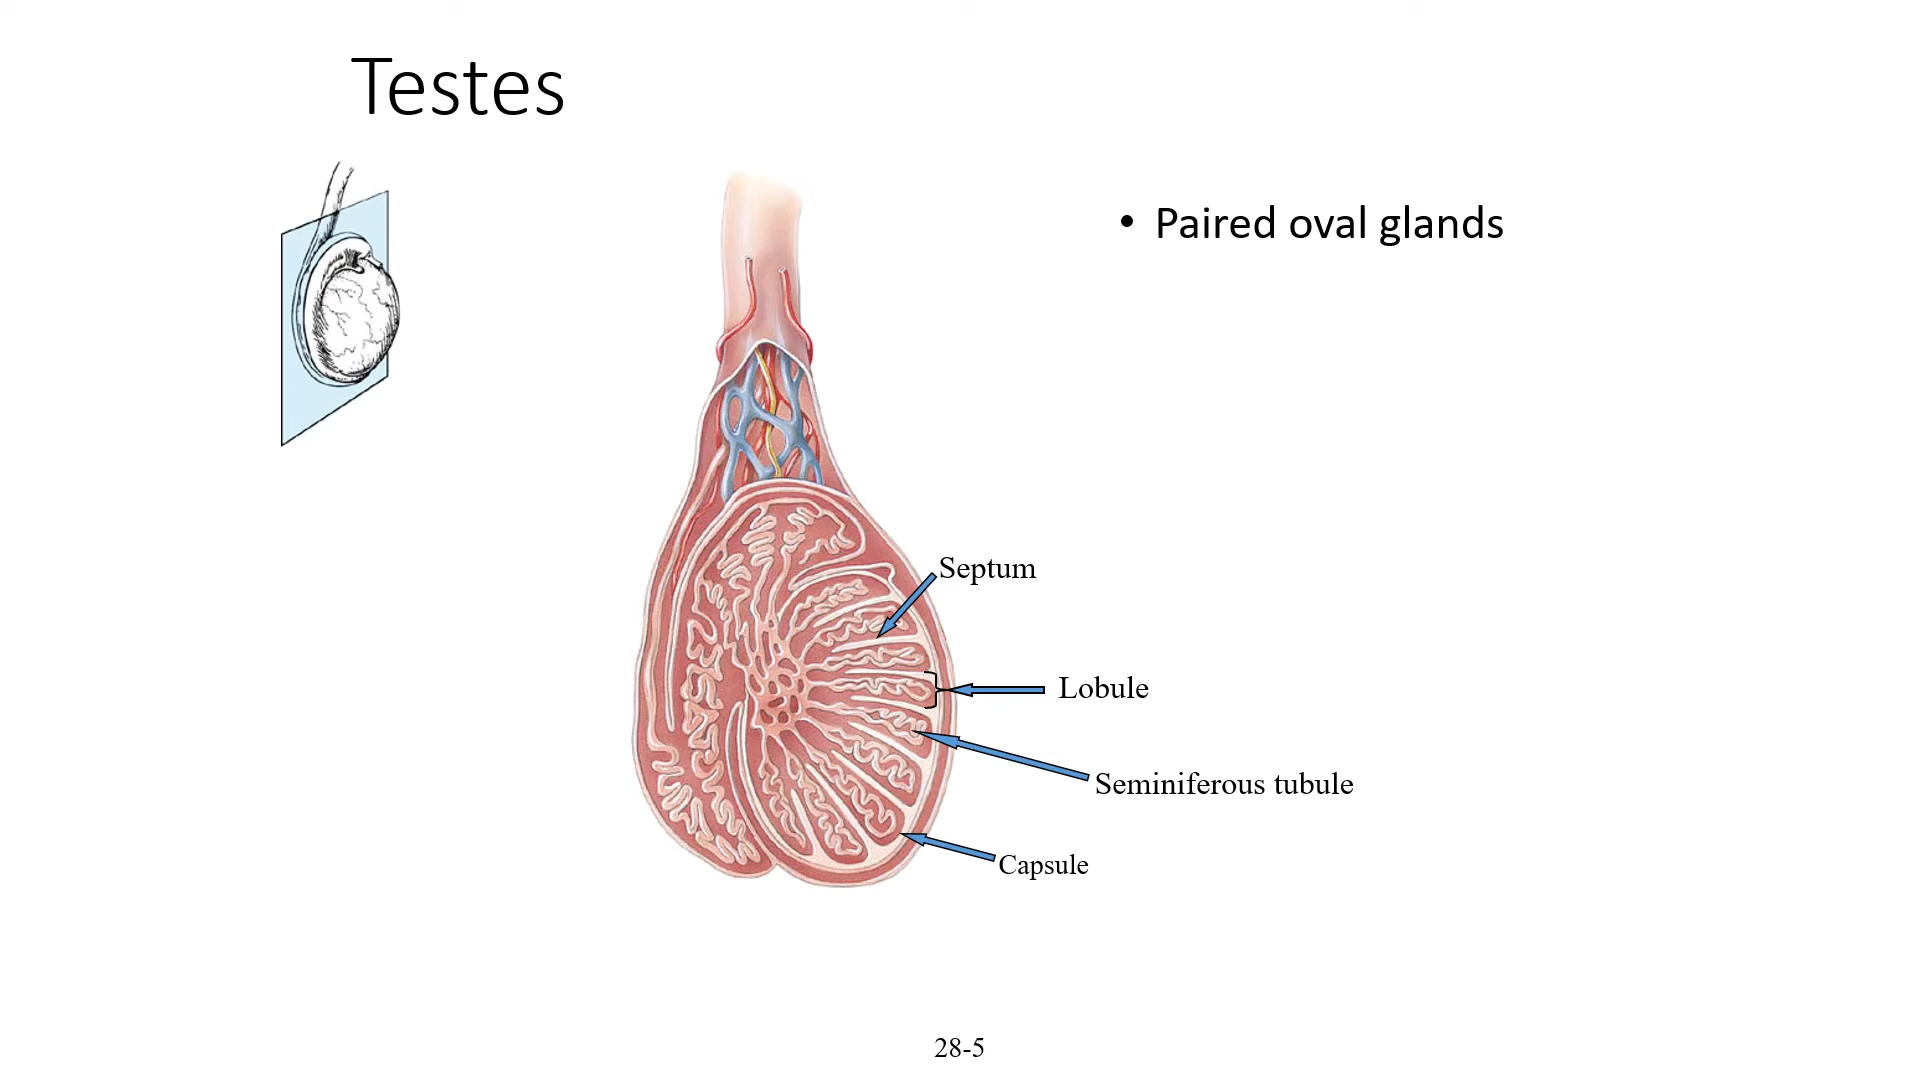 Testes
• Paired oval glands
Septum
Lobule
Seminiferous tubule
Capsule
28-5